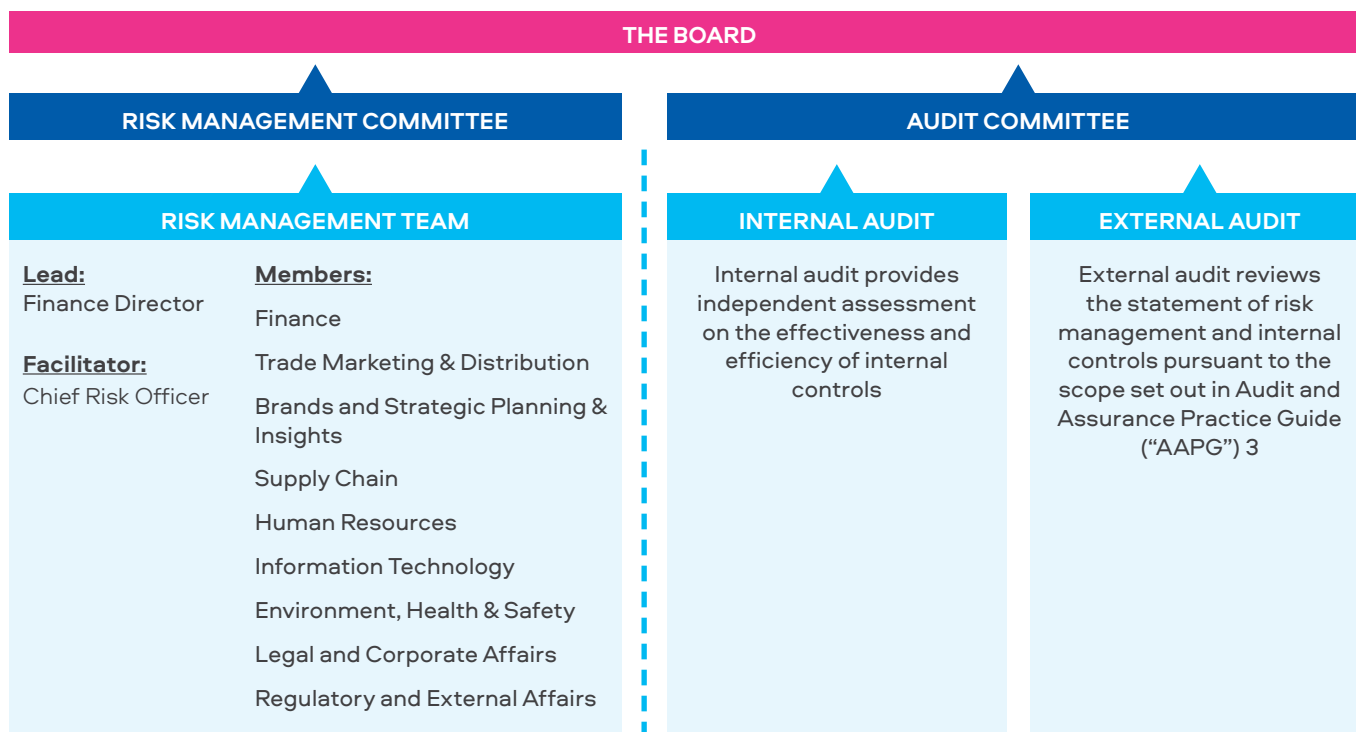 THE BOARD
RISK MANAGEMENT COMMITTEE
AUDIT COMMITTEE
RISK MANAGEMENT TEAM
Lead:
Finance Director
Facilitator:
Chief Risk Officer
Members:
Finance
Trade Marketing & Distribution
Brands and Strategic Planning &
Insights
Supply Chain
Human Resources
Information Technology
Environment, Health & Safety
Legal and Corporate Affairs
Regulatory and External Affairs
INTERNAL AUDIT
Internal audit provides
independent assessment
on the effectiveness and
efficiency of internal
controls
EXTERNAL AUDIT
External audit reviews
the statement of risk
management and internal
controls pursuant to the
scope set out in Audit and
Assurance Practice Guide
(“AAPG”) 3